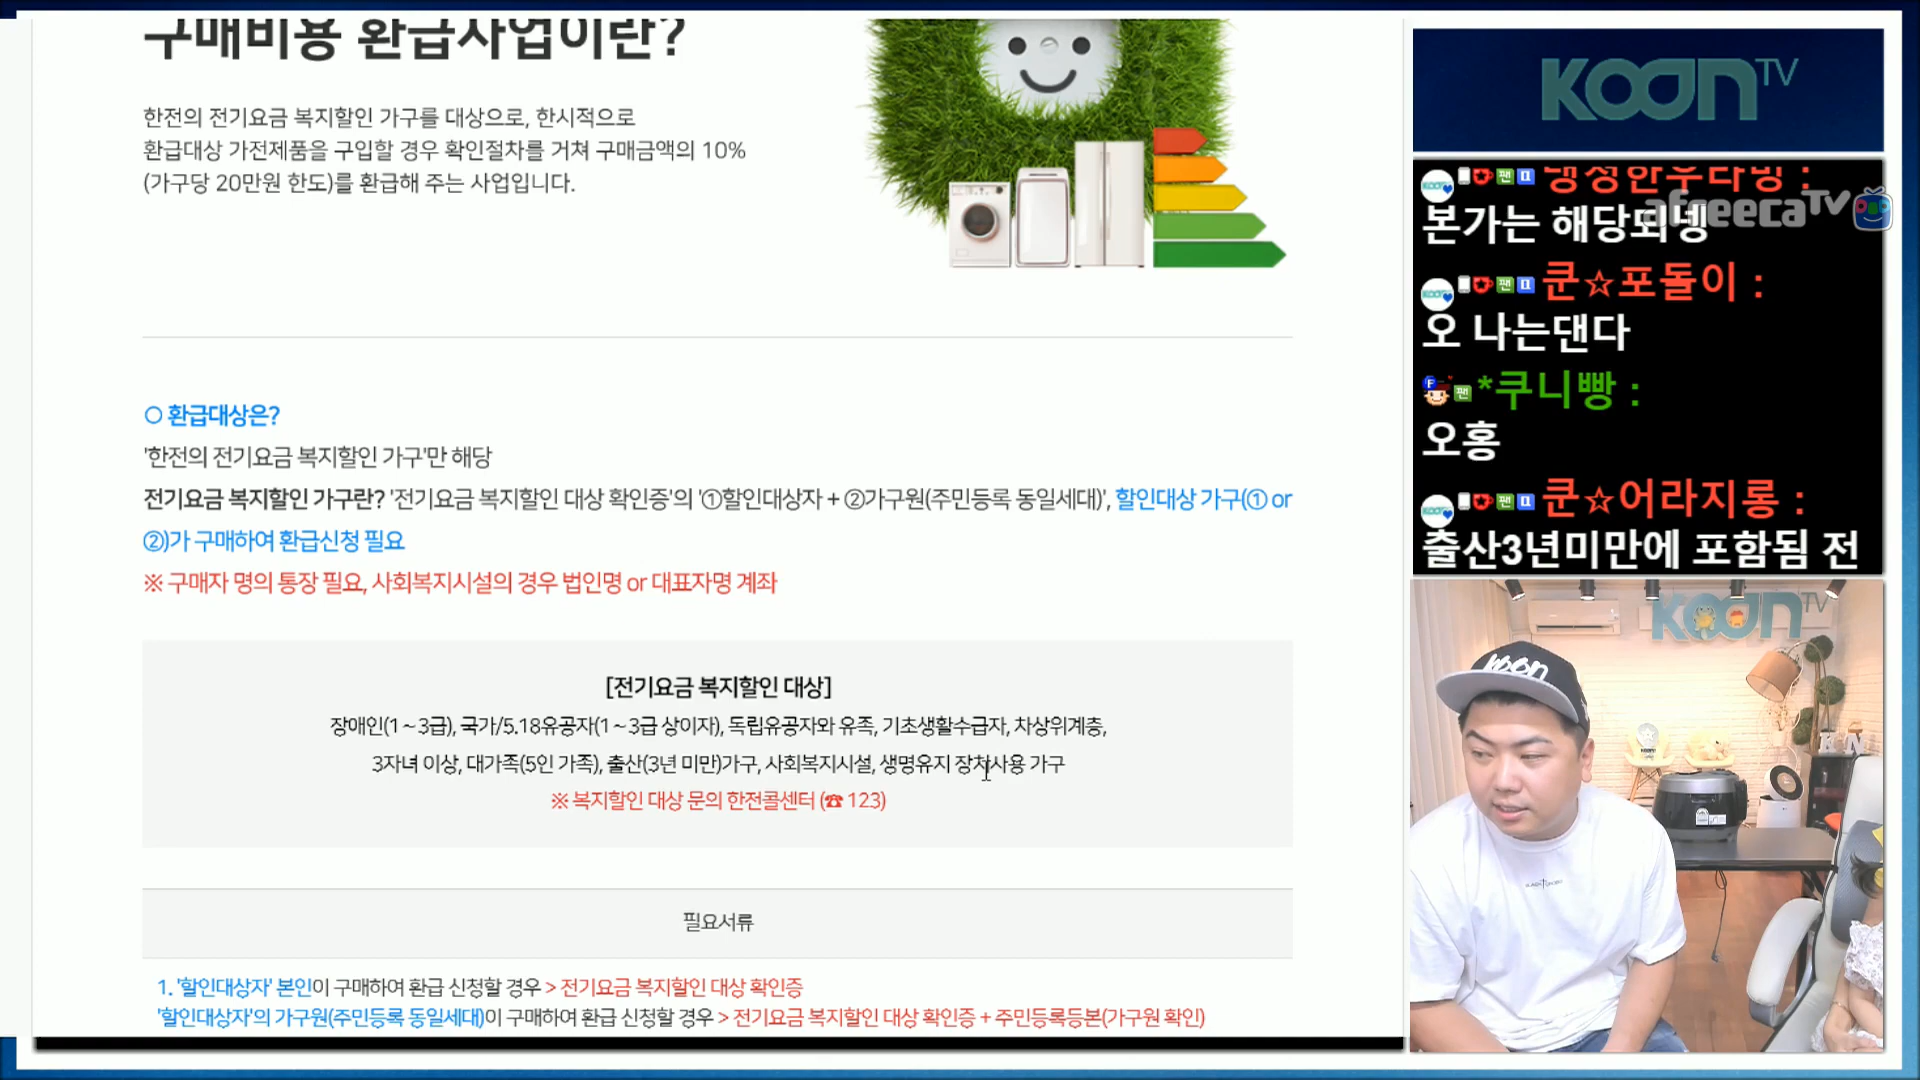 구매비용 환급사업이란?
한전의 전기요금 복지할인 가구를 대상으로, 한시적으로
환급대상 가전제품을 구입할 경우 확인절차를 거쳐 구매금액의 10%
(가구당 20만원 한도)를 환급해 주는 사업입니다.
○ 환급대상은?
'한전의 전기요금 복지할인 가구'만 해당
전기요금 복지할인 가구란? '전기요금 복지할인 대상 확인증'의 '①할인대상자 + ②가구원(주민등록 동일세대)', 할인대상 가구(① or
②)가 구매하여 환급신청 필요
※ 구매자 명의 통장 필요, 사회복지시설의 경우 법인명 or 대표자명 계좌
[전기요금 복지할인 대상]
장애인(1~3급), 국가/5.18유공자(1~3급 상이자), 독립유공자와 유족, 기초생활수급자, 차상위계층,
3자녀 이상, 대가족(5인 가족), 출산(3년 미만)가구, 사회복지시설, 생명유지 장치사용 가구
※ 복지할인 대상 문의 한전콜센터 (☎ 123)
필요서류
1. '할인대상자' 본인이 구매하여 환급 신청할 경우 > 전기요금 복지할인 대상 확인증
'할인대상자'의 가구원(주민등록 동일세대)이 구매하여 환급 신청할 경우 > 전기요금 복지할인 대상 확인증 + 주민등록등본(가구원 확인)
KOON TV
afreecaTV
본가는 해당되넹
쿤☆포돌이 :
오 나는댄다
*쿠니빵 :
오홍
쿤☆어라지롱 :
출산3년미만에 포함됨 전
KOON TV
koon